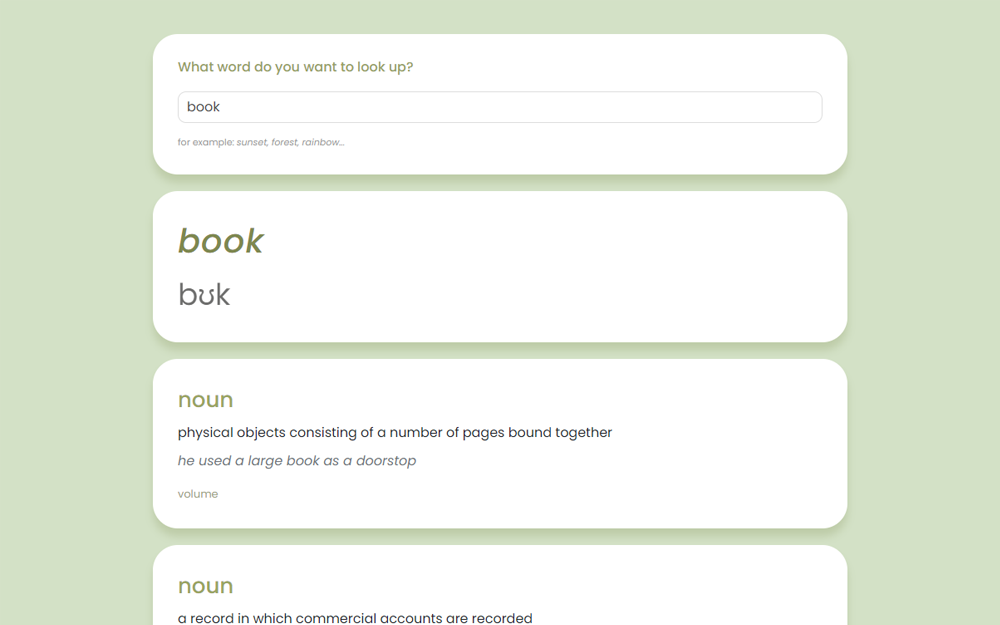 What word do you want to look up?
book
for example: sunset, forest, rainbow...
book
bʊk
noun
physical objects consisting of a number of pages bound together
he used a large book as a doorstop
volume
noun
a record in which commercial accounts are recorded